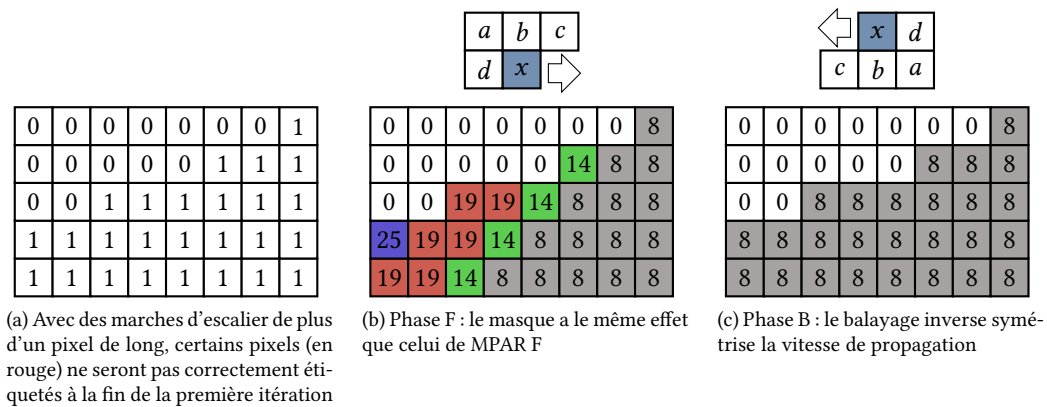 a b c
d x
x d
c b a
0 0 0 0 0 0 0 1
0 0 0 0 0 1 1 1
0 0 1 1 1 1 1 1
1 1 1 1 1 1 1 1
1 1 1 1 1 1 1 1
0 0 0 0 0 0 0 8
0 0 0 0 0 14 8 8
0 0 19 19 14 8 8 8
25 19 19 14 8 8 8 8
19 19 14 8 8 8 8 8
0 0 0 0 0 0 0 8
0 0 0 0 0 8 8 8
0 0 8 8 8 8 8 8
8 8 8 8 8 8 8 8
8 8 8 8 8 8 8 8
(a) Avec des marches d'escalier de plus
d'un pixel de long, certains pixels (en
rouge) ne seront pas correctement éti-
quetés à la fin de la première itération
(b) Phase F : le masque a le même effet
que celui de MPAR F
(c) Phase B : le balayage inverse symé-
trise la vitesse de propagation